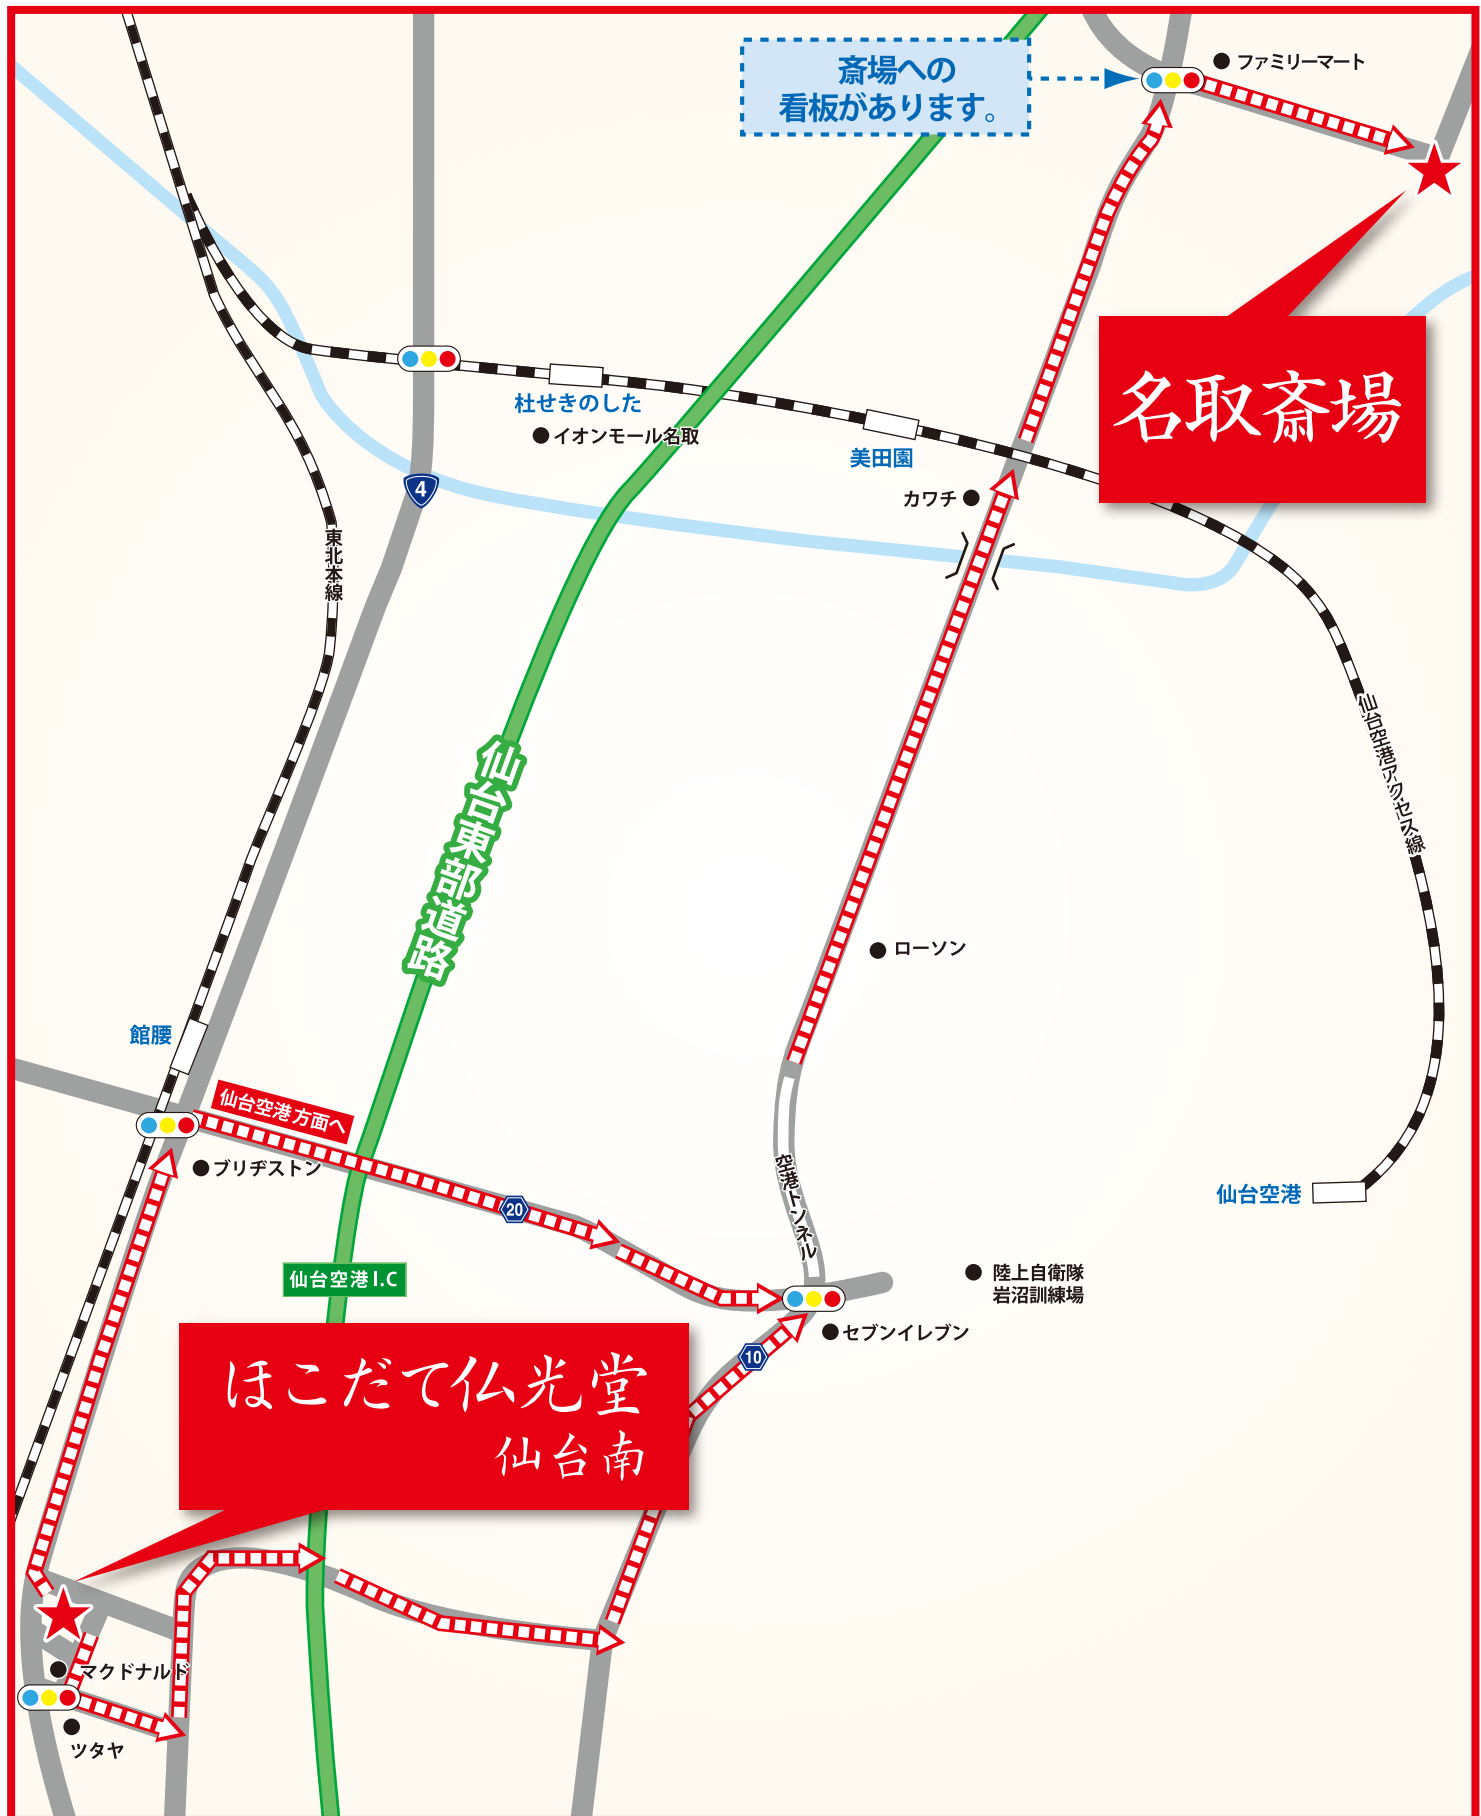 斎場への
看板があります。
ファミリーマート
名取斎場
杜せきのした
イオンモール名取
美田園
カワチ
4
東北本線
仙台空港アクセス線
仙台東部道路
ローソン
館腰
仙台空港方面へ
ブリヂストン
20
空港トンネル
仙台空港
仙台空港I.C
陸上自衛隊
岩沼訓練場
セブンイレブン
10
ほこだて仏光堂
仙台南
マクドナルド
ツタヤ